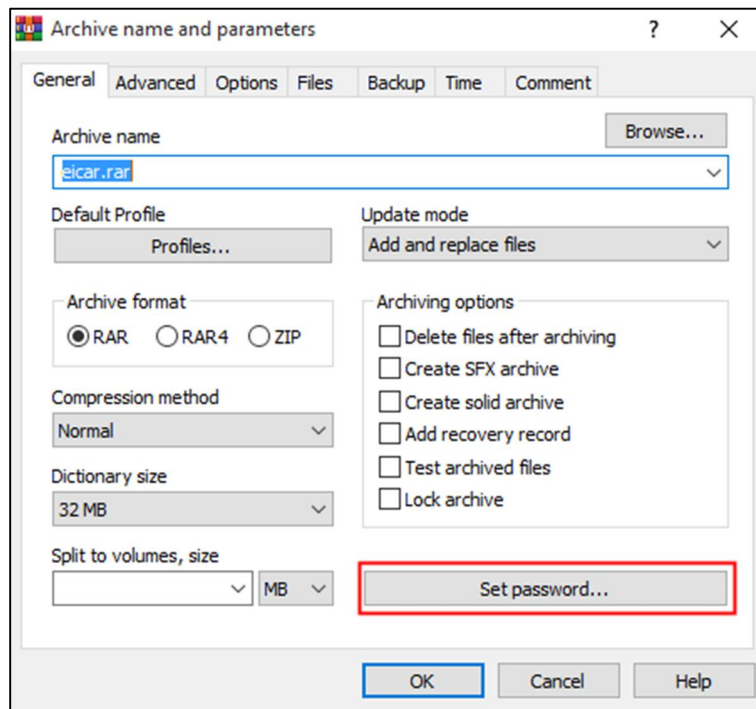 Archive name and parameters
General Advanced Options Files Backup Time Comment
Archive name
Browse...
eicar.rar
Default Profile
Update mode
Profiles...
Add and replace files
Archive format
RAR RAR4 ZIP
Archiving options
Delete files after archiving
Create SFX archive
Create solid archive
Add recovery record
Test archived files
Lock archive
Compression method
Normal
Dictionary size
32 MB
Split to volumes, size
MB
Set password...
OK Cancel Help